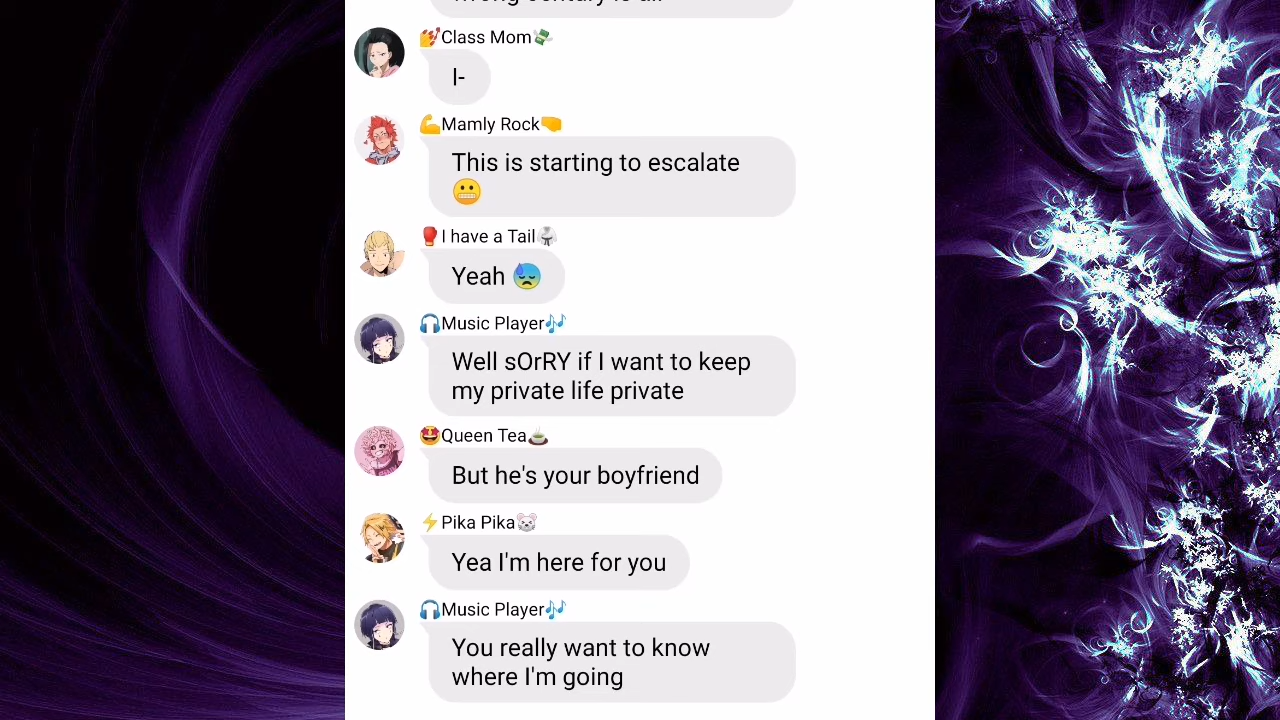 💅Class Mom💸
I-
💪Mamly Rock🤜
This is starting to escalate
😬
🥊I have a Tail🥋
Yeah 😓
🎧Music Player🎶
Well sOrRY if I want to keep
my private life private
🤩Queen Tea🍵
But he's your boyfriend
⚡Pika Pika🐭
Yea I'm here for you
🎧Music Player🎶
You really want to know
where I'm going